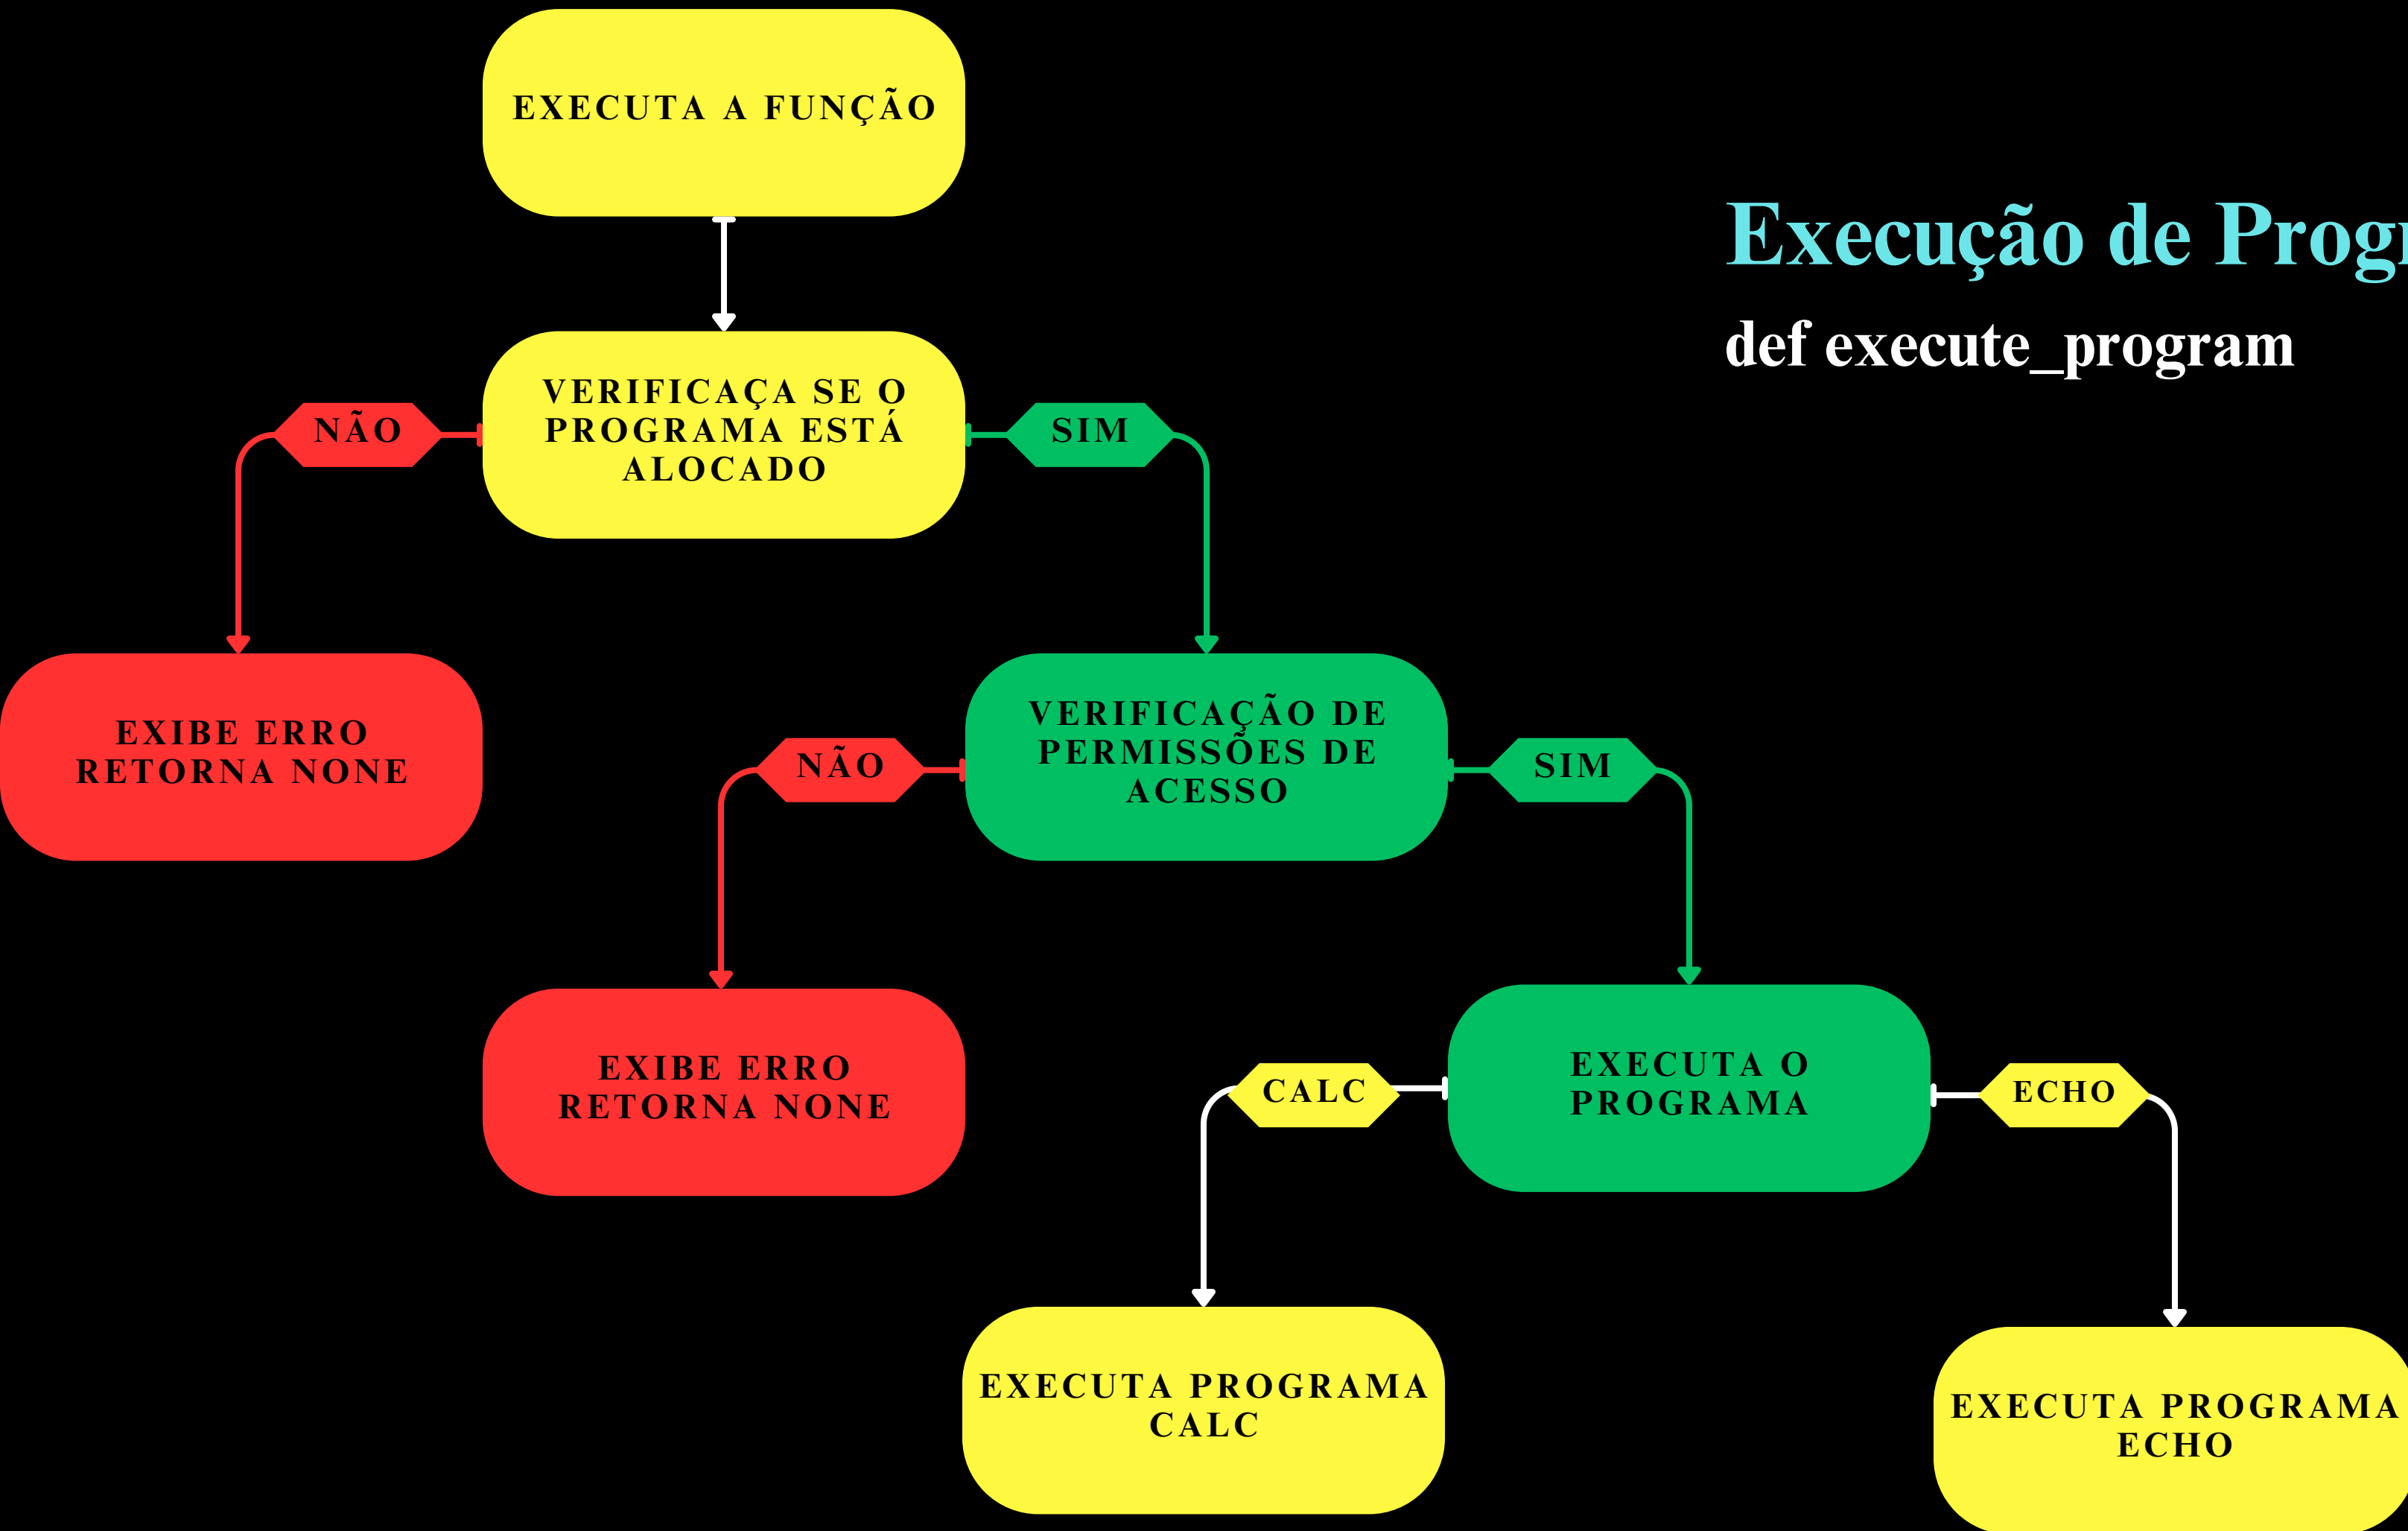 EXECUTA A FUNÇÃO
Execução de Progr
def execute_program
VERIFICAÇA SE O
PROGRAMA ESTÁ
ALOCADO
NÃO
SIM
EXIBE ERRO
RETORNA NONE
VERIFICAÇÃO DE
PERMISSÕES DE
ACESSO
NÃO
SIM
EXIBE ERRO
RETORNA NONE
EXECUTA O
PROGRAMA
CALC
ECHO
EXECUTA PROGRAMA
CALC
EXECUTA PROGRAMA
ECHO